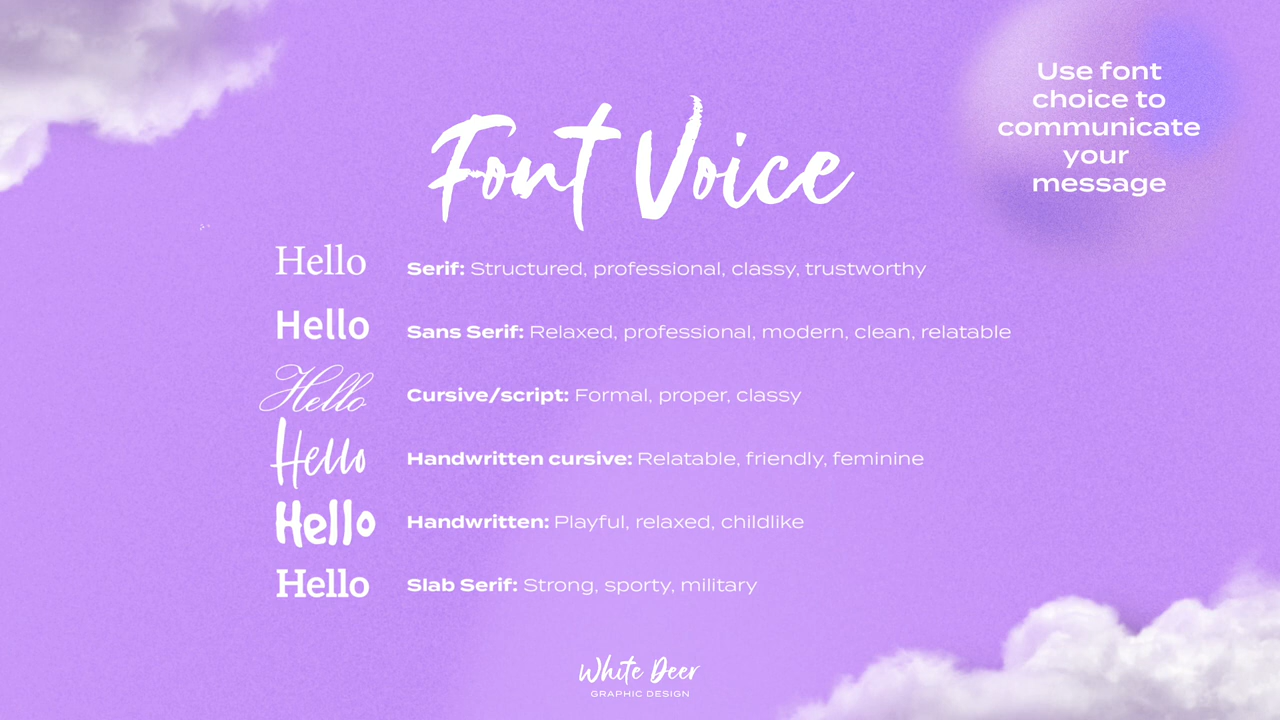 Use font
choice to
communicate
your
message
Font Voice
Hello Serif: Structured, professional, classy, trustworthy
Hello Sans Serif: Relaxed, professional, modern, clean, relatable
Hello Cursive/script: Formal, proper, classy
Hello Handwritten cursive: Relatable, friendly, feminine
Hello Handwritten: Playful, relaxed, childlike
Hello Slab Serif: Strong, sporty, military
White Deer
GRAPHIC DESIGN